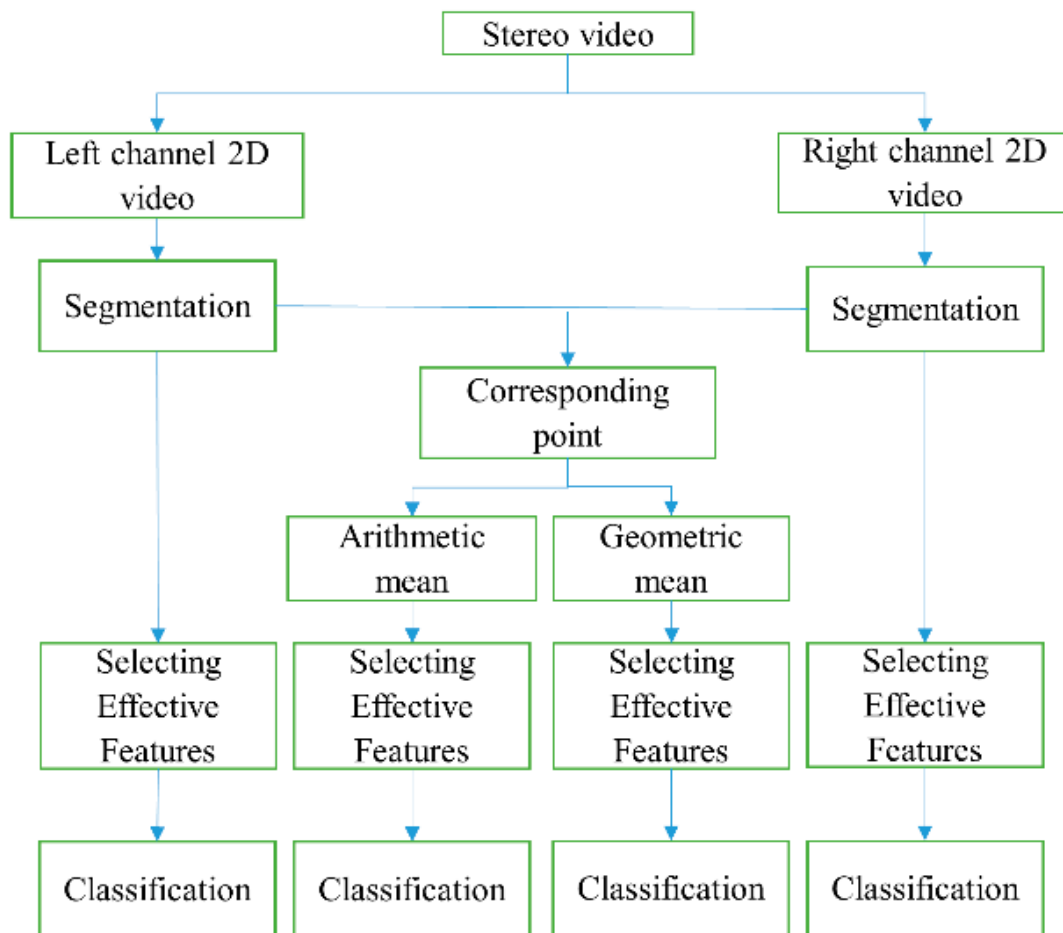 Stereo video
Left channel 2D
video
Right channel 2D
video
Segmentation
Segmentation
Corresponding
point
Arithmetic
mean
Geometric
mean
Selecting
Effective
Features
Selecting
Effective
Features
Selecting
Effective
Features
Selecting
Effective
Features
Classification
Classification
Classification
Classification